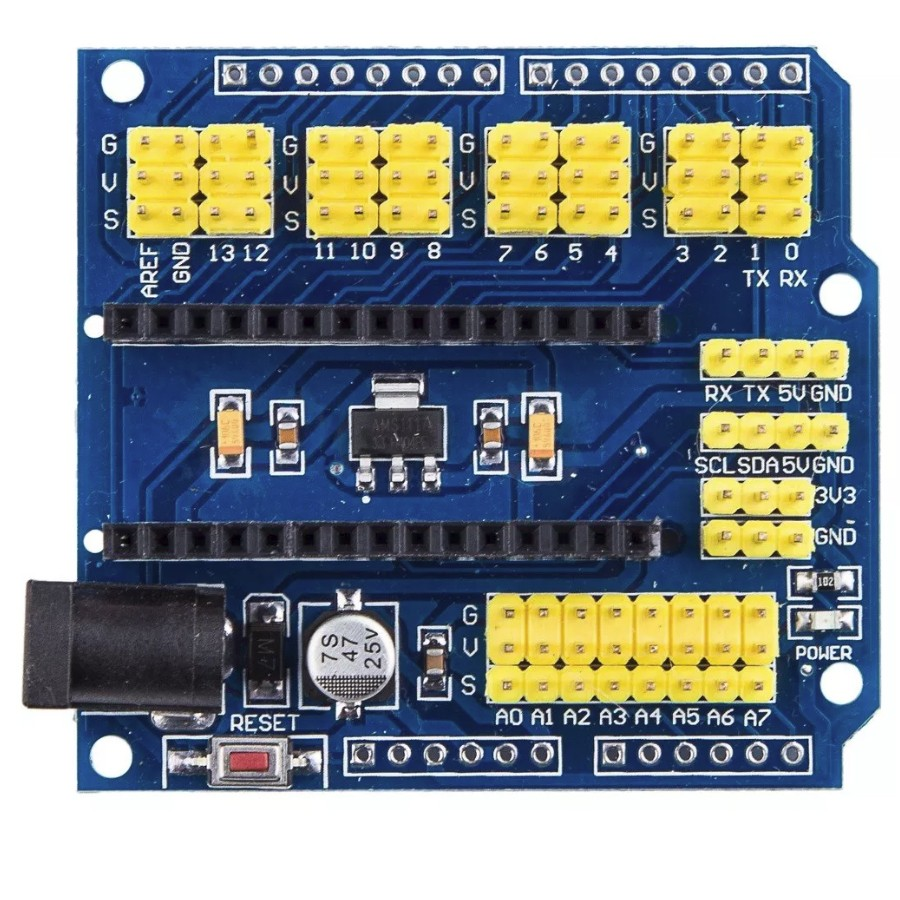 G G G G
V V V V
S S S S
AREF GND 13 12 11 10 9 8 7 6 5 4 3 2 1 0
TX RX
RX TX 5V GND
SCL SDA 5V GND
3V3
GND
102
POWER
M7
7S
47
25V
G
V
S
A0 A1 A2 A3 A4 A5 A6 A7
RESET